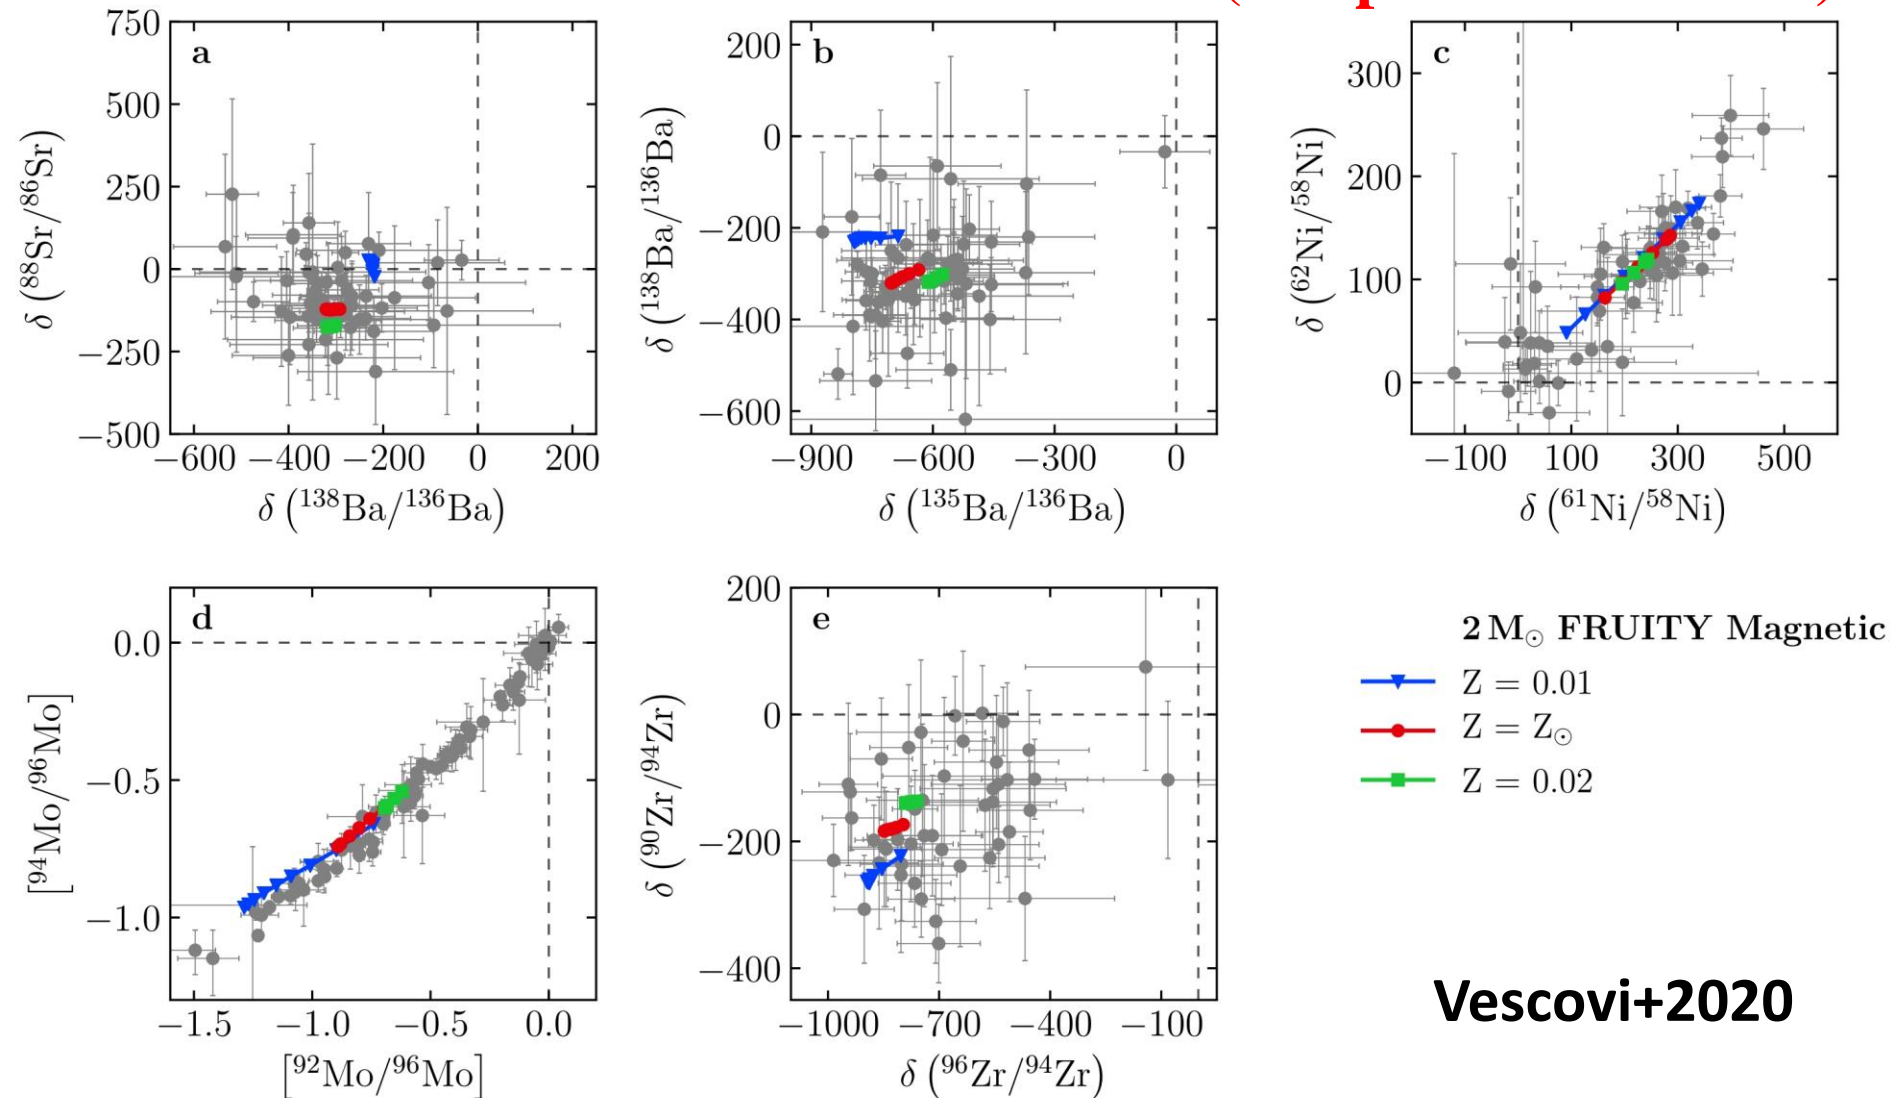 a
750
500
250
0
−250
−500
−600 −400 −200 0 200
δ (⁸⁸Sr/⁸⁶Sr)
δ (¹³⁸Ba/¹³⁶Ba)
b
200
0
−200
−400
−600
−900 −600 −300 0
δ (¹³⁸Ba/¹³⁶Ba)
δ (¹³⁵Ba/¹³⁶Ba)
c
300
200
100
0
−100 100 300 500
δ (⁶²Ni/⁵⁸Ni)
δ (⁶¹Ni/⁵⁸Ni)
d
0.0
−0.5
−1.0
−1.5 −1.0 −0.5 0.0
[⁹⁴Mo/⁹⁶Mo]
[⁹²Mo/⁹⁶Mo]
e
200
0
−200
−400
−1000 −700 −400 −100
δ (⁹⁰Zr/⁹⁴Zr)
δ (⁹⁶Zr/⁹⁴Zr)
2 M☉ FRUITY Magnetic
Z = 0.01
Z = Z☉
Z = 0.02
Vescovi+2020